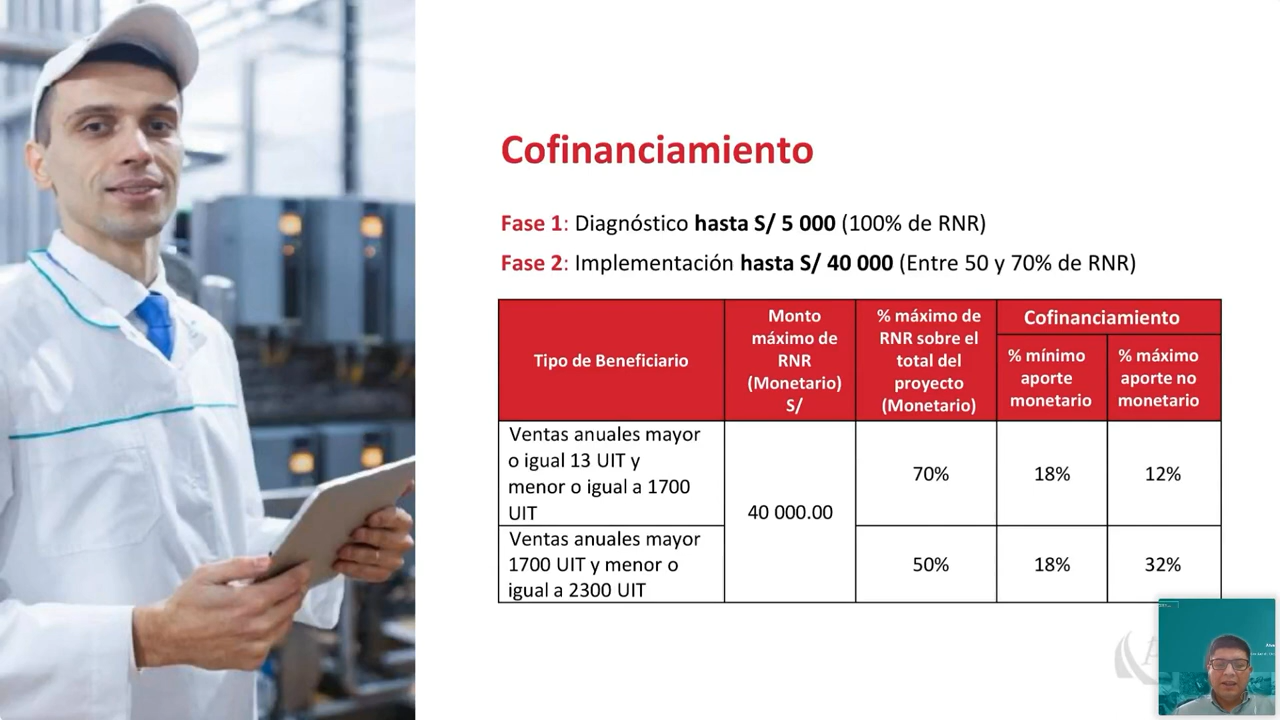 Cofinanciamiento
Fase 1: Diagnóstico hasta S/ 5 000 (100% de RNR)
Fase 2: Implementación hasta S/ 40 000 (Entre 50 y 70% de RNR)
Tipo de Beneficiario
Monto
máximo de
RNR
(Monetario)
S/
% máximo de
RNR sobre el
total del
proyecto
(Monetario)
Cofinanciamiento
% mínimo
aporte
monetario
% máximo
aporte no
monetario
Ventas anuales mayor
o igual 13 UIT y
menor o igual a 1700
UIT
40 000.00
70%
18%
12%
Ventas anuales mayor
1700 UIT y menor o
igual a 2300 UIT
50%
18%
32%